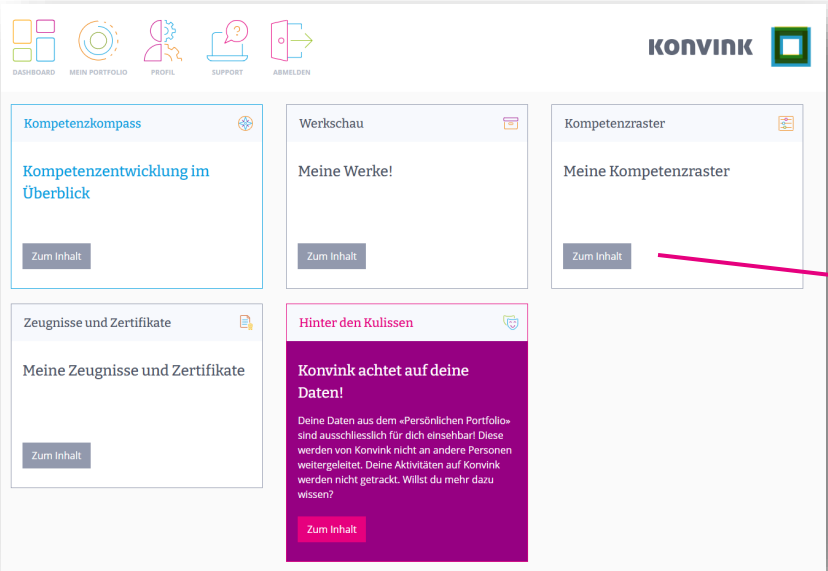 DASHBOARD MEIN PORTFOLIO PROFIL SUPPORT ABMELDEN
KONVINK
Kompetenzkompass
Kompetenzentwicklung im
Überblick
Zum Inhalt
Werkschau
Meine Werke!
Zum Inhalt
Kompetenzraster
Meine Kompetenzraster
Zum Inhalt
Zeugnisse und Zertifikate
Meine Zeugnisse und Zertifikate
Zum Inhalt
Hinter den Kulissen
Konvink achtet auf deine
Daten!
Deine Daten aus dem «Persönlichen Portfolio»
sind ausschliesslich für dich einsehbar! Diese
werden von Konvink nicht an andere Personen
weitergeleitet. Deine Aktivitäten auf Konvink
werden nicht getrackt. Willst du mehr dazu
wissen?
Zum Inhalt